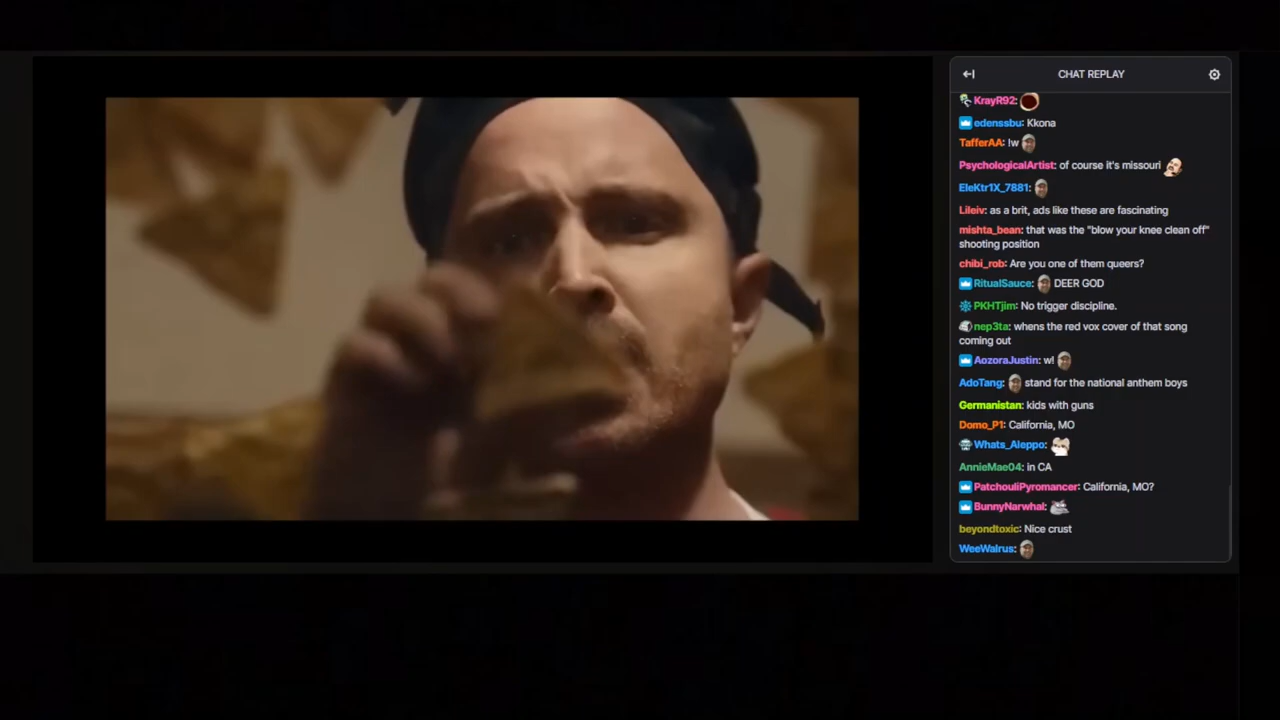 CHAT REPLAY
KrayR92:
edenssbu: Kkona
TafferAA: !w
PsychologicalArtist: of course it's missouri
EleKtr1X_7881:
Lileiv: as a brit, ads like these are fascinating
mishta_bean: that was the "blow your knee clean off"
shooting position
chibi_rob: Are you one of them queers?
RitualSauce: DEER GOD
PKHTjim: No trigger discipline.
nep3ta: whens the red vox cover of that song
coming out
AozoraJustin: w!
AdoTang: stand for the national anthem boys
Germanistan: kids with guns
Domo_P1: California, MO
Whats_Aleppo:
AnnieMae04: in CA
PatchouliPyromancer: California, MO?
BunnyNarwhal:
beyondtoxic: Nice crust
WeeWalrus: